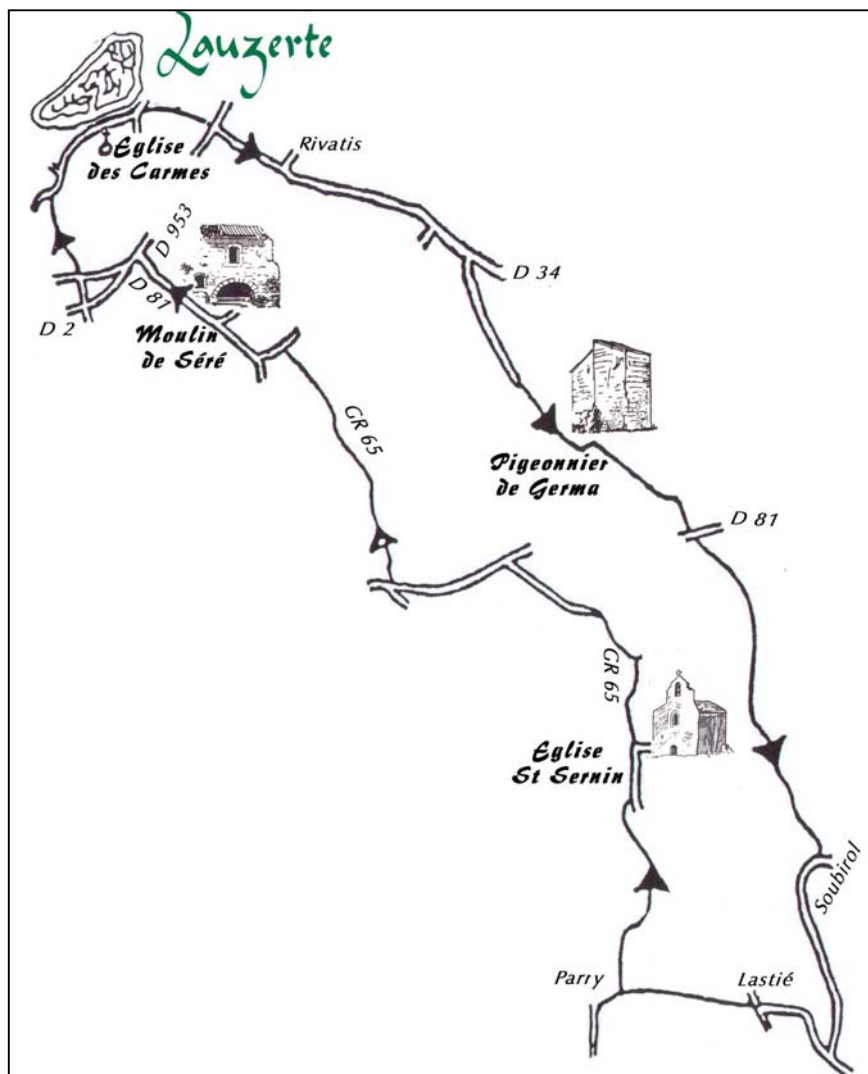 Lauzerte
Rivatis
Eglise
des Carmes
D 953
D 34
D 81
D 2
Moulin
de Séré
GR 65
Pigeonnier
de Germa
D 81
GR 65
Eglise
St Sernin
Soubirol
Parry
Lastié